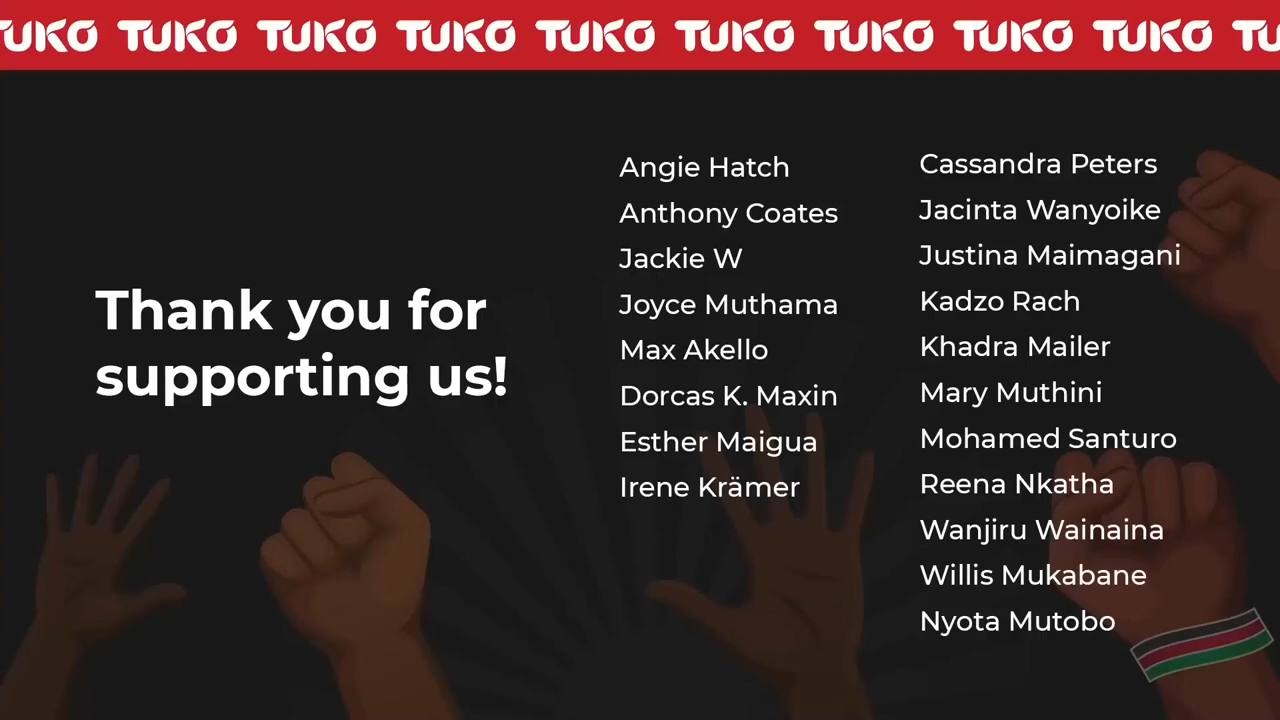 TUKO TUKO TUKO TUKO TUKO TUKO TUKO TUKO TUKO TU
Thank you for
supporting us!
Angie Hatch
Anthony Coates
Jackie W
Joyce Muthama
Max Akello
Dorcas K. Maxin
Esther Maigua
Irene Krämer
Cassandra Peters
Jacinta Wanyoike
Justina Maimagani
Kadzo Rach
Khadra Mailer
Mary Muthini
Mohamed Santuro
Reena Nkatha
Wanjiru Wainaina
Willis Mukabane
Nyota Mutobo